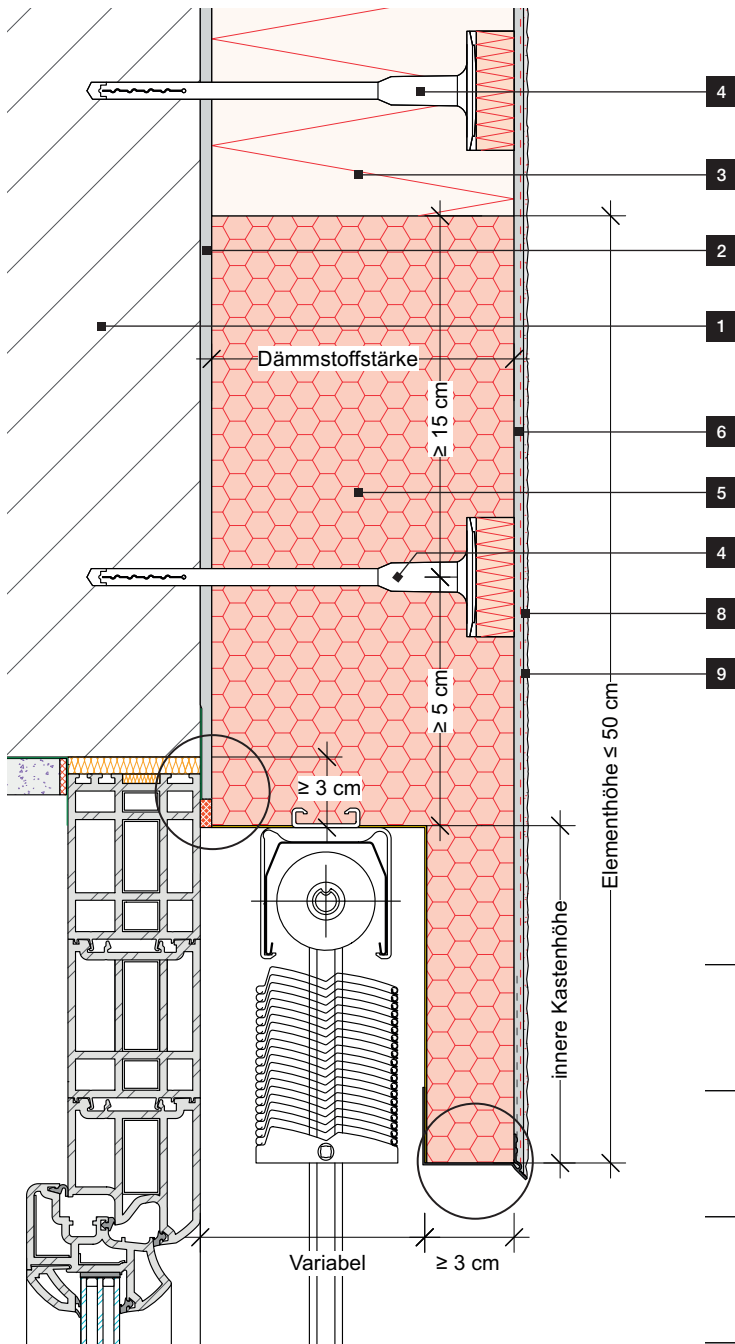 4
3
2
1
Dämmstoffstärke
≥ 15 cm
6
5
4
8
9
≥ 5 cm
≥ 3 cm
Elementhöhe ≤ 50 cm
innere Kastenhöhe
Variabel
≥ 3 cm